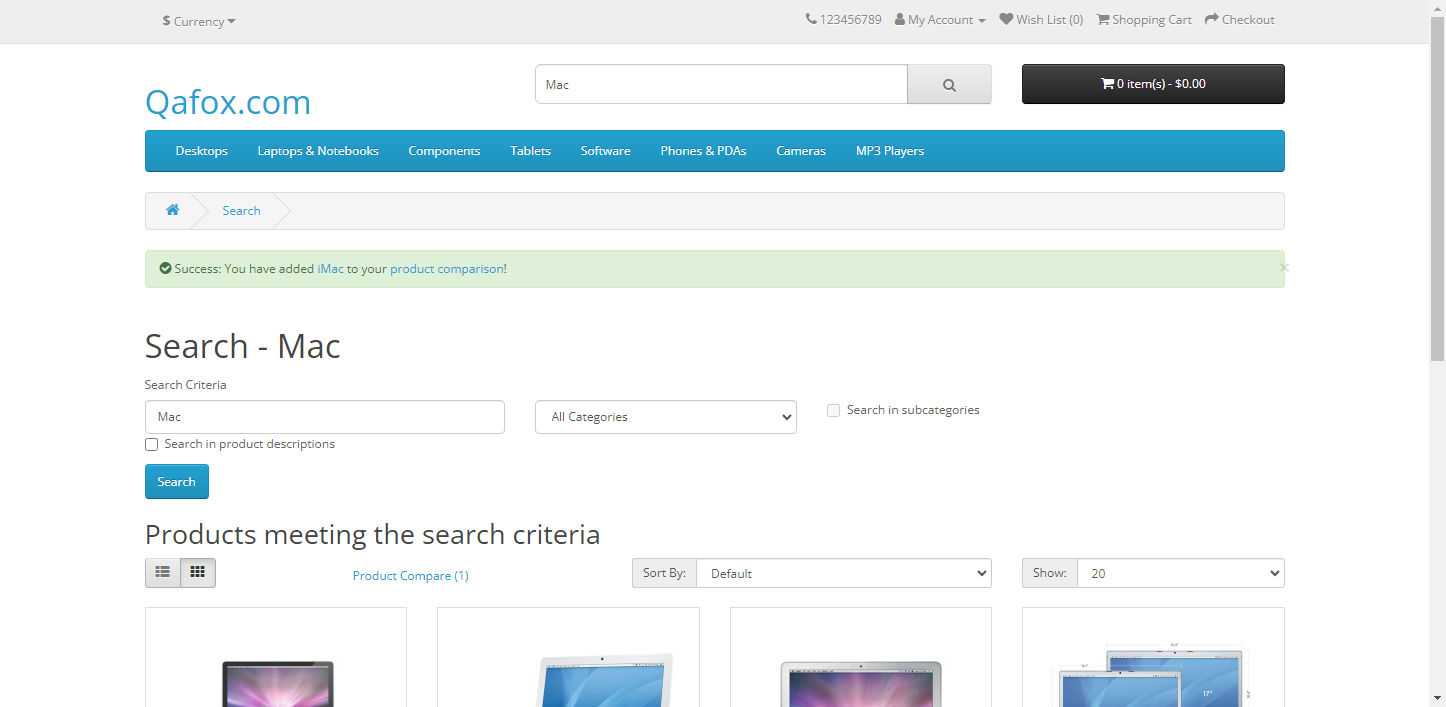 $ Currency
123456789 My Account Wish List (0) Shopping Cart Checkout
Qafox.com
Mac
0 item(s) - $0.00
Desktops Laptops & Notebooks Components Tablets Software Phones & PDAs Cameras MP3 Players
Search
Success: You have added iMac to your product comparison!
×
Search - Mac
Search Criteria
Mac
All Categories
Search in subcategories
Search in product descriptions
Search
Products meeting the search criteria
Product Compare (1)
Sort By: Default
Show: 20
17"